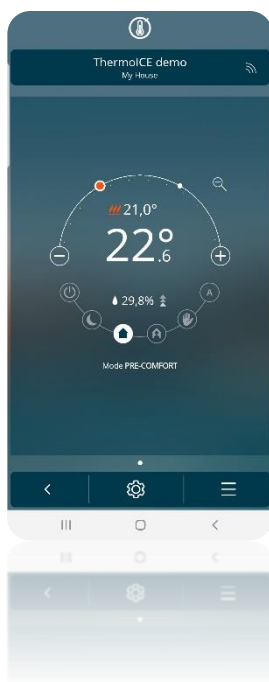 ThermoICE demo
My House
21,0°
22°.6
29,8%
A
Mode PRE-COMFORT